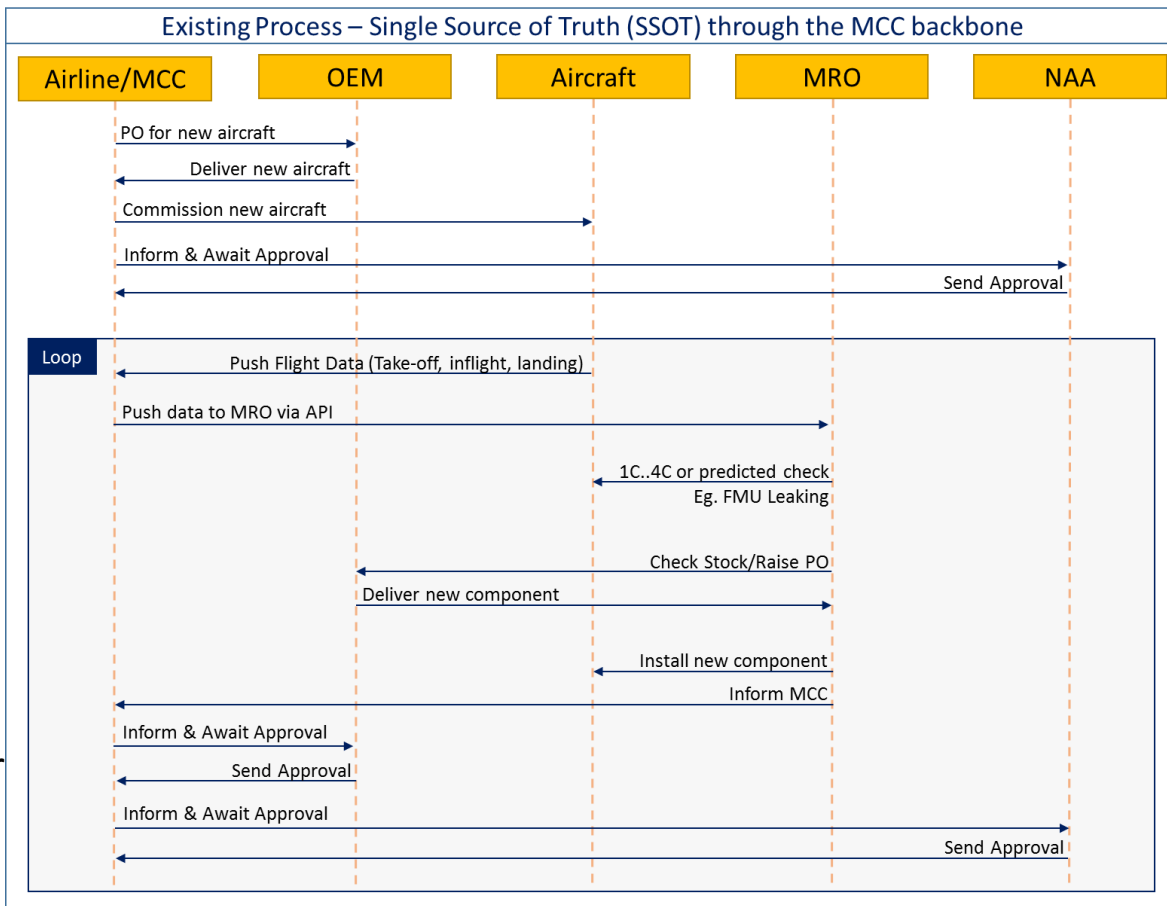 Existing Process – Single Source of Truth (SSOT) through the MCC backbone
Airline/MCC
OEM
Aircraft
MRO
NAA
PO for new aircraft
Deliver new aircraft
Commission new aircraft
Inform & Await Approval
Send Approval
Loop
Push Flight Data (Take-off, inflight, landing)
Push data to MRO via API
1C..4C or predicted check
Eg. FMU Leaking
Check Stock/Raise PO
Deliver new component
Install new component
Inform MCC
Inform & Await Approval
Send Approval
Inform & Await Approval
Send Approval